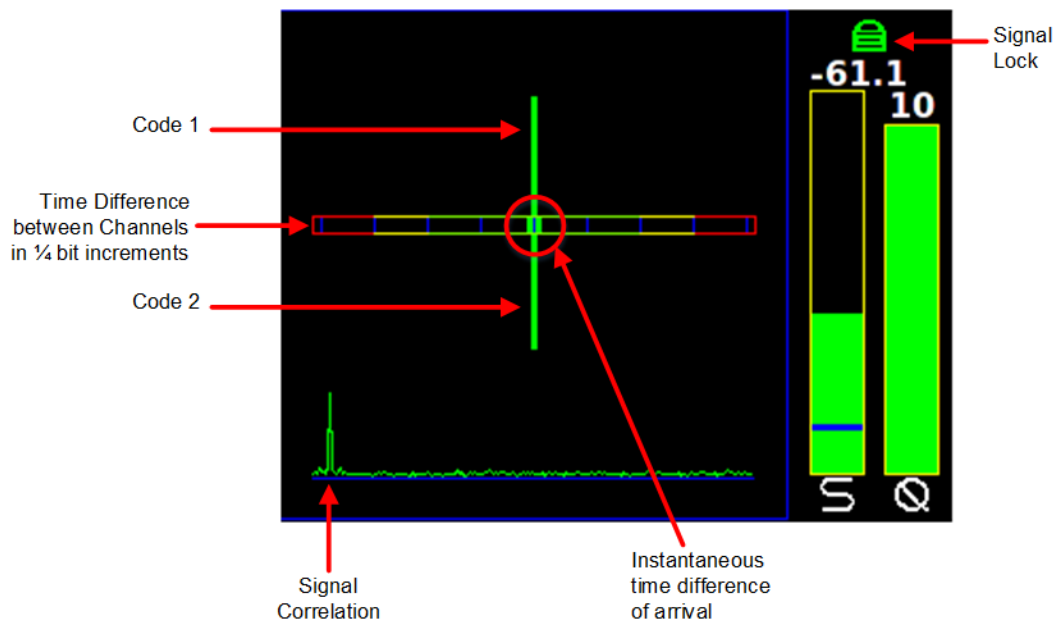 Signal
Lock
-61.1
10
Code 1
Time Difference
between Channels
in ¼ bit increments
Code 2
S
Q
Signal
Correlation
Instantaneous
time difference
of arrival